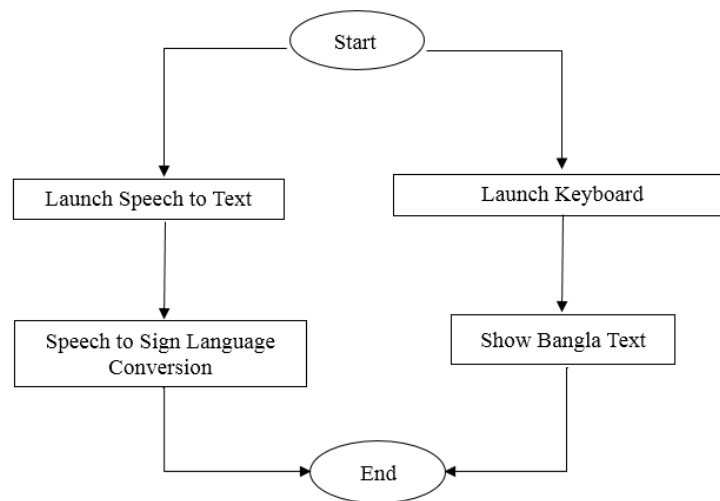 Start
Launch Speech to Text
Launch Keyboard
Speech to Sign Language
Conversion
Show Bangla Text
End